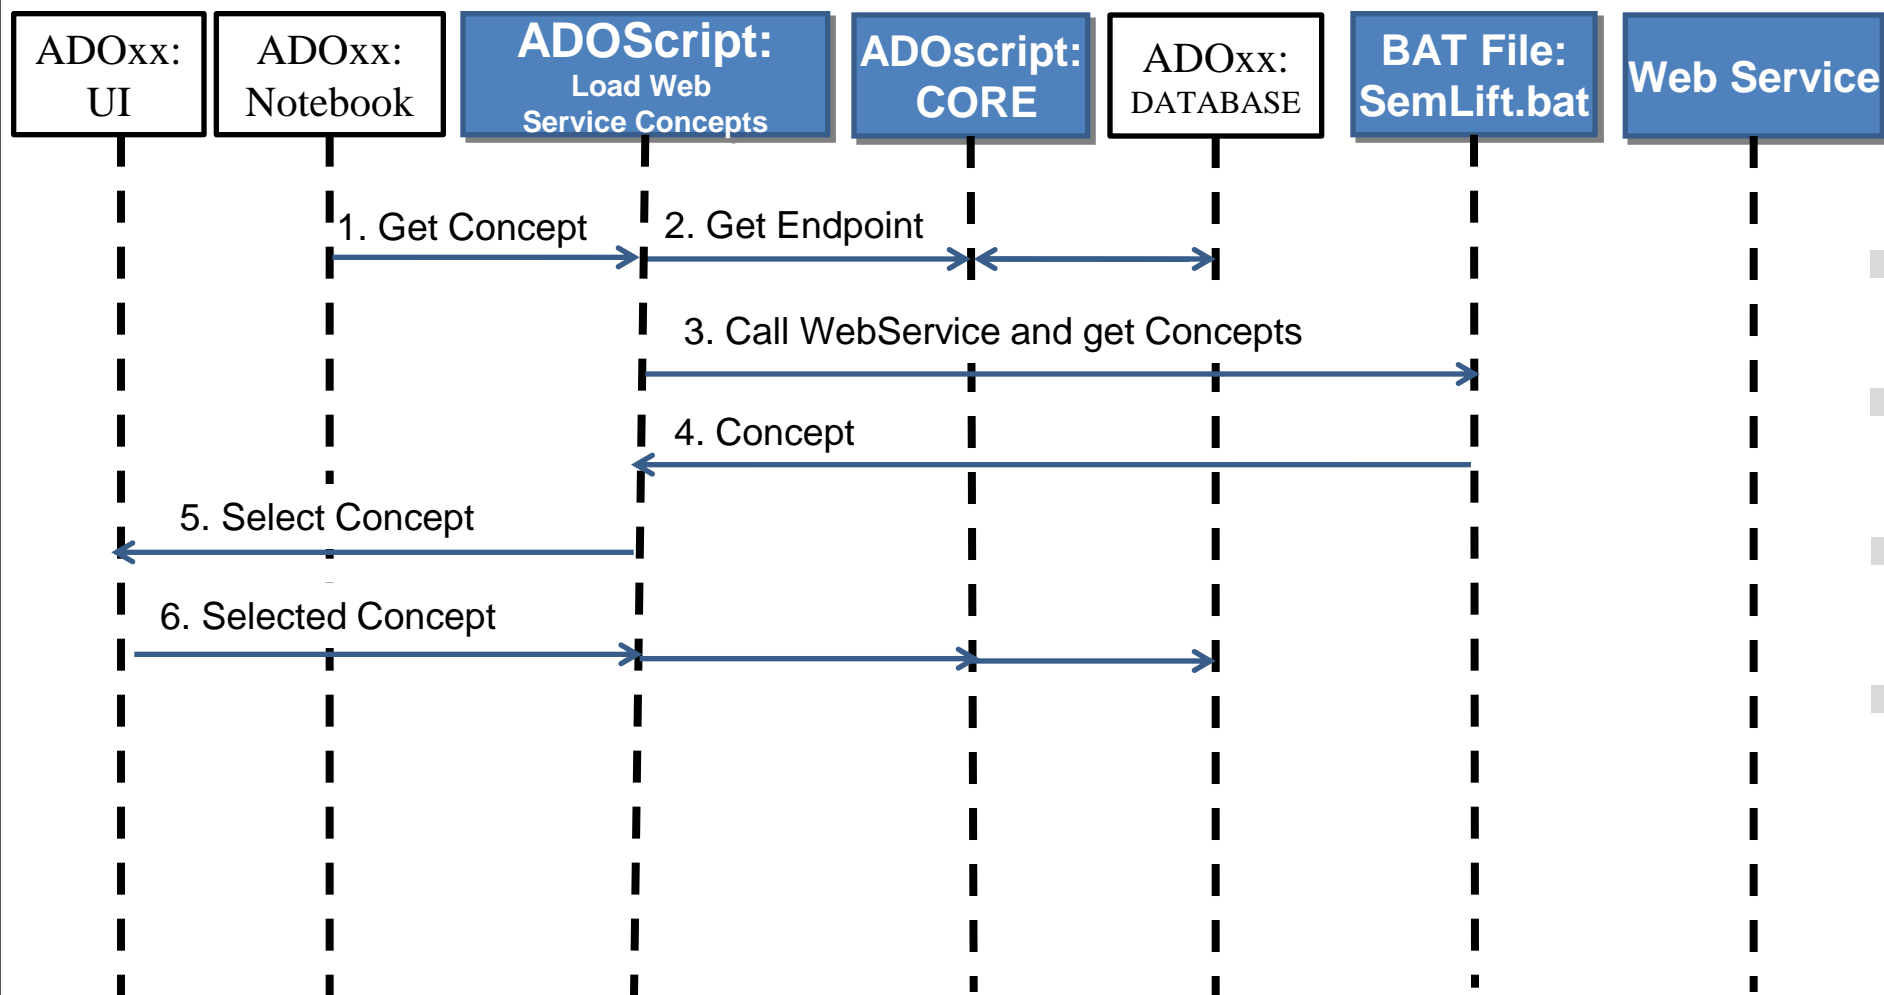 ADOxx:
UI
ADOxx:
Notebook
ADOScript:
Load Web
Service Concepts
ADOscript:
CORE
ADOxx:
DATABASE
BAT File:
SemLift.bat
Web Service
1. Get Concept
2. Get Endpoint
3. Call WebService and get Concepts
4. Concept
5. Select Concept
6. Selected Concept